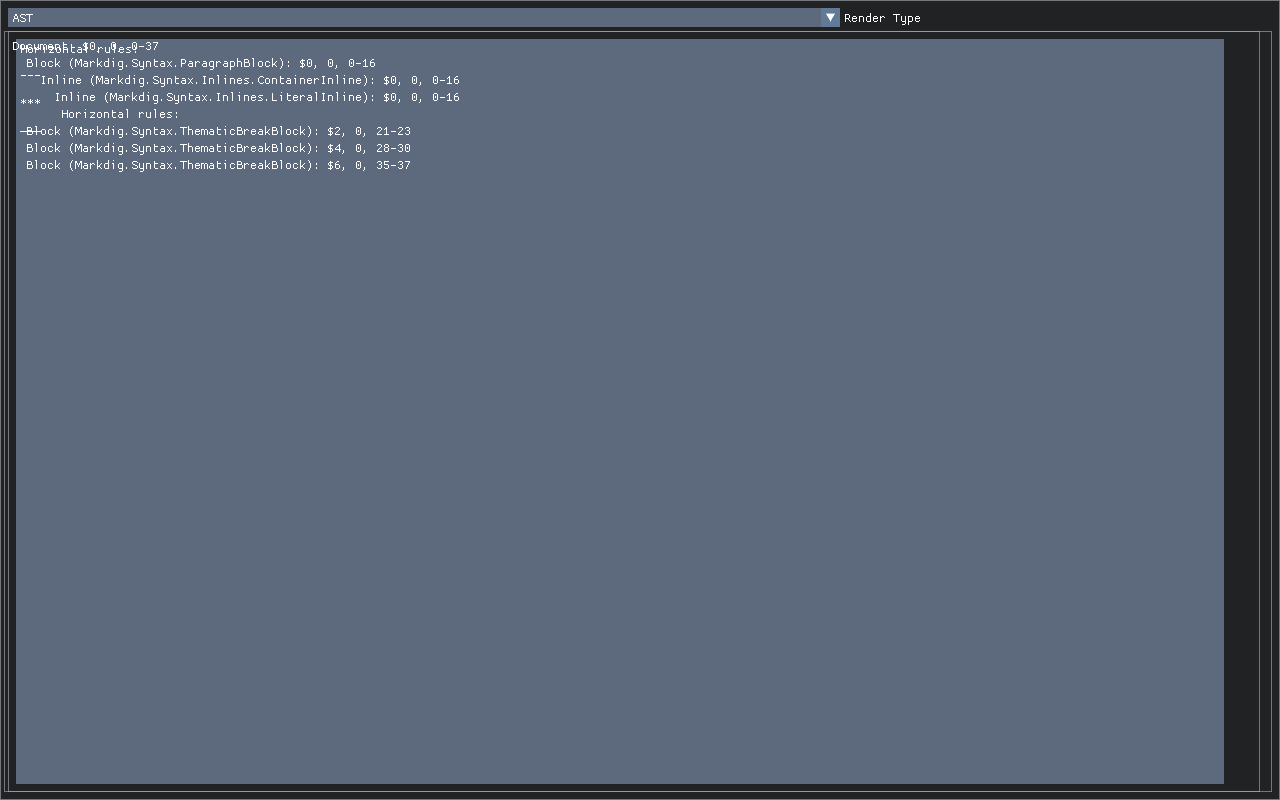 AST ▼ Render Type
Document: $0, 0, 0-37
Horizontal rules:
Block (Markdig.Syntax.ParagraphBlock): $0, 0, 0-16
---
Inline (Markdig.Syntax.Inlines.ContainerInline): $0, 0, 0-16
Inline (Markdig.Syntax.Inlines.LiteralInline): $0, 0, 0-16
***
Horizontal rules:
Block (Markdig.Syntax.ThematicBreakBlock): $2, 0, 21-23
___
Block (Markdig.Syntax.ThematicBreakBlock): $4, 0, 28-30
Block (Markdig.Syntax.ThematicBreakBlock): $6, 0, 35-37